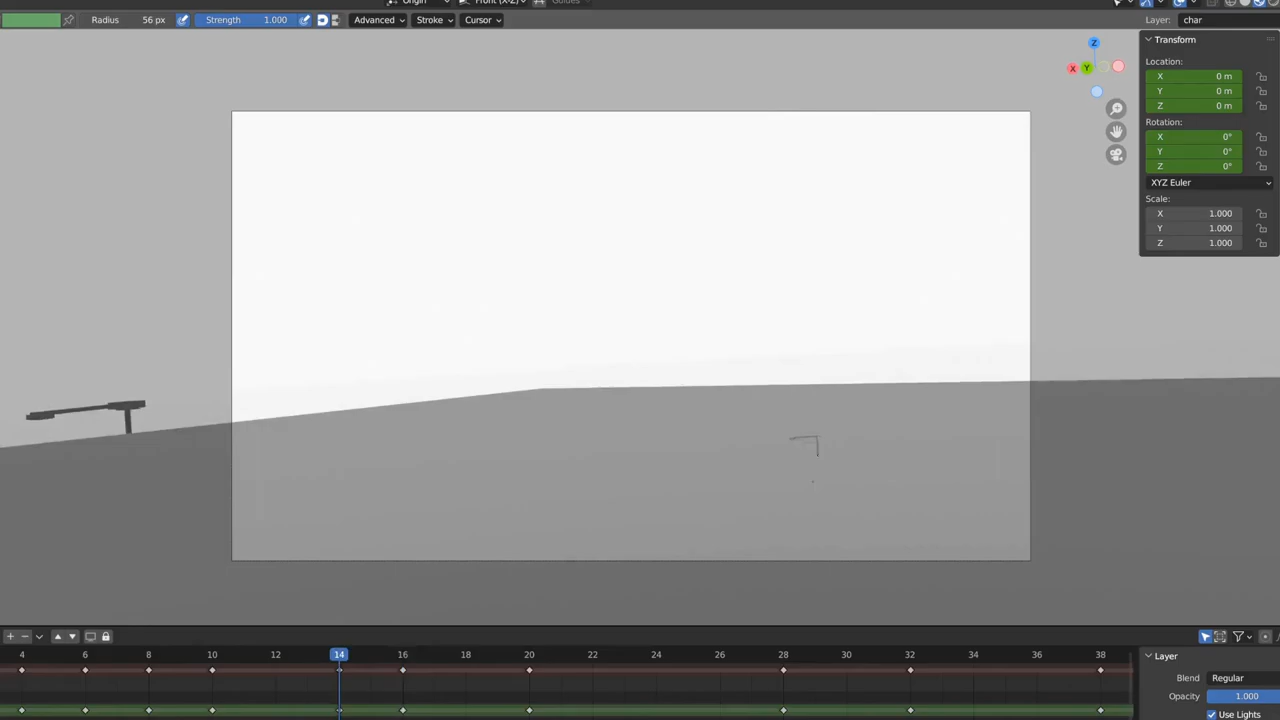 Origin Front (X-Z) Guides
Radius 56 px Strength 1.000 Advanced Stroke Cursor Layer: char
Z
X Y
Transform
Location:
X 0 m
Y 0 m
Z 0 m
Rotation:
X 0°
Y 0°
Z 0°
XYZ Euler
Scale:
X 1.000
Y 1.000
Z 1.000
4 6 8 10 12 14 16 20 22 24 26 28 30 32 34 36 38
Layer
Blend Regular
Opacity 1.000
Use Lights